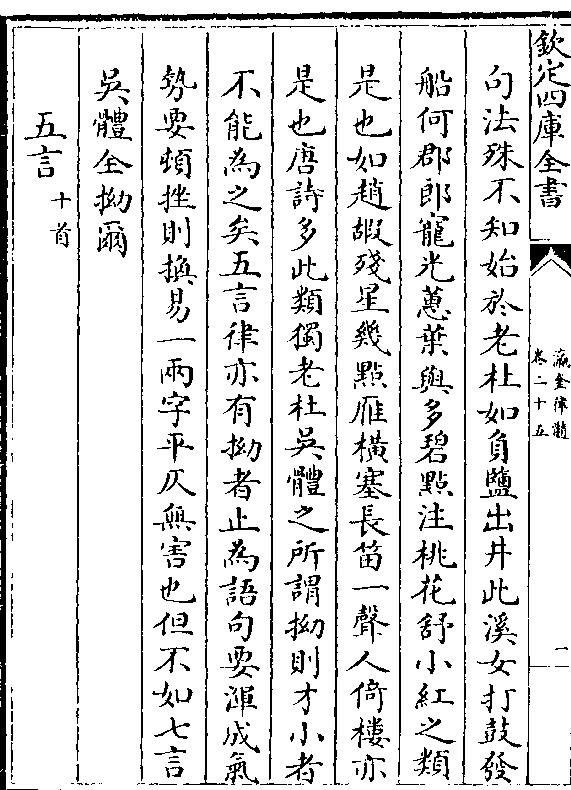 欽定四庫全書
瀛奎律髓
卷二十五
一
句法殊不知始於老杜如負鹽出井此溪女打鼓發
船何郡郎寵光蕙葉與多碧點注桃花舒小紅之類
是也如趙嘏殘星幾點雁橫塞長笛一聲人倚樓亦
是也唐詩多此類獨老杜吳體之所謂拗則才小者
不能為之矣五言律亦有拗者止為語句要渾成氣
勢要頓挫則換易一兩字平仄無害也但不如七言
吳體全拗爾
五言十首